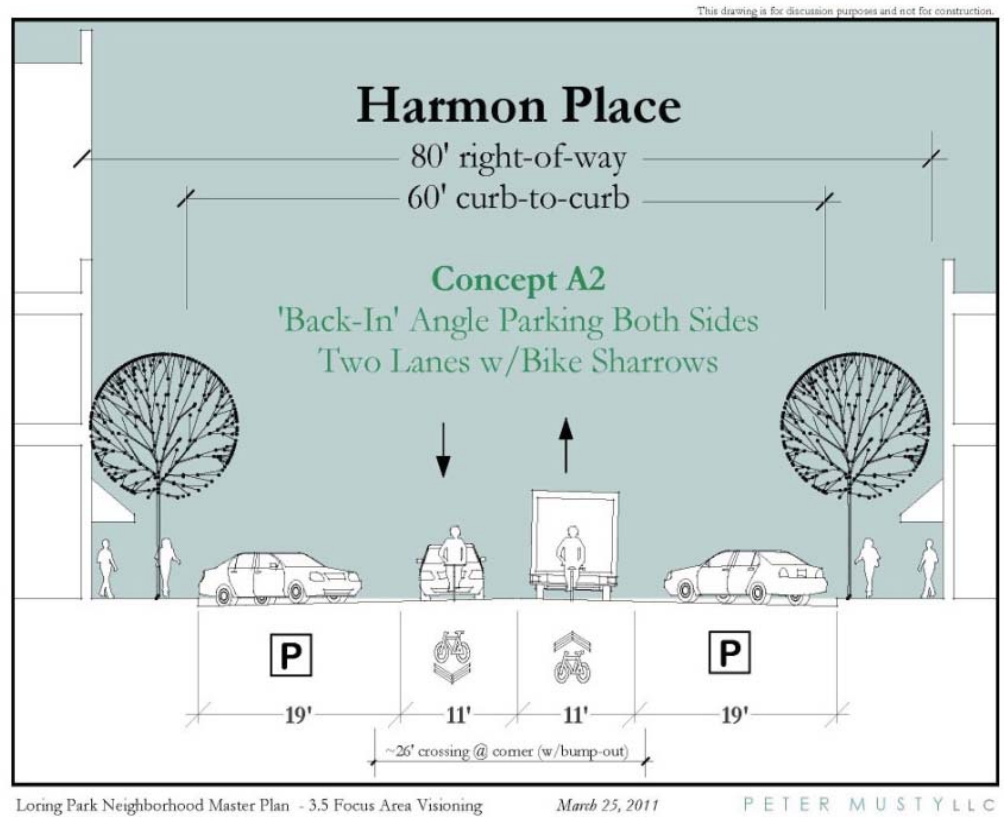 This drawing is for discussion purposes and not for construction.
Harmon Place
80' right-of-way
60' curb-to-curb
Concept A2
'Back-In' Angle Parking Both Sides
Two Lanes w/Bike Sharrows
P
P
19'
11'
11'
19'
~26' crossing @ corner (w/bump-out)
Loring Park Neighborhood Master Plan - 3.5 Focus Area Visioning
March 25, 2011
PETER MUSTY LLC